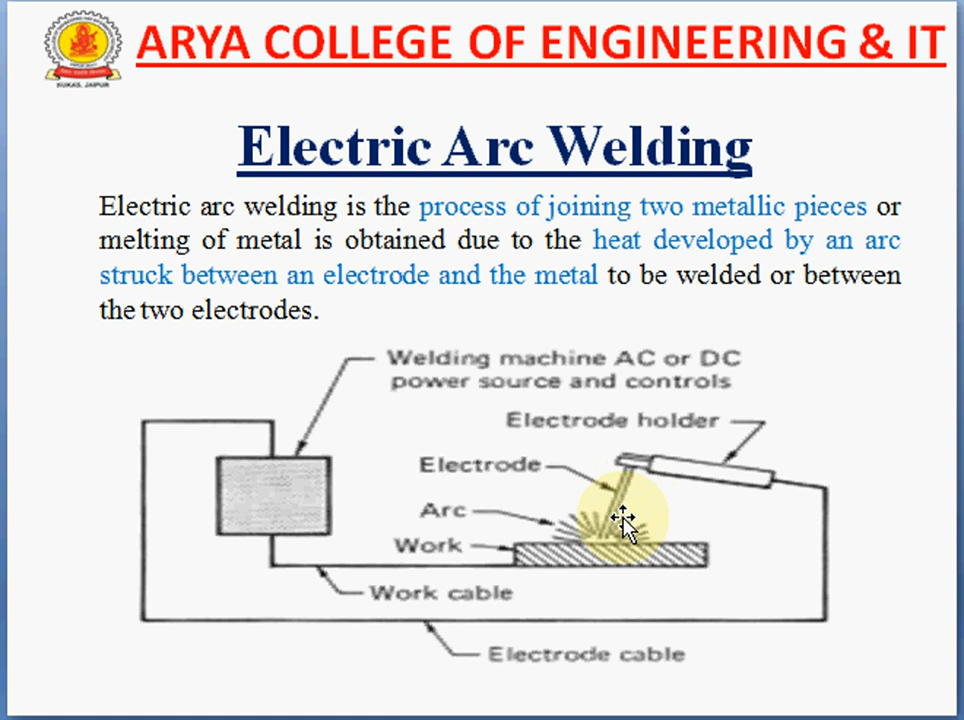 ARYA COLLEGE OF ENGINEERING & IT
KUKAS, JAIPUR
Electric Arc Welding
Electric arc welding is the process of joining two metallic pieces or
melting of metal is obtained due to the heat developed by an arc
struck between an electrode and the metal to be welded or between
the two electrodes.
Welding machine AC or DC
power source and controls
Electrode holder
Electrode
Arc
Work
Work cable
Electrode cable